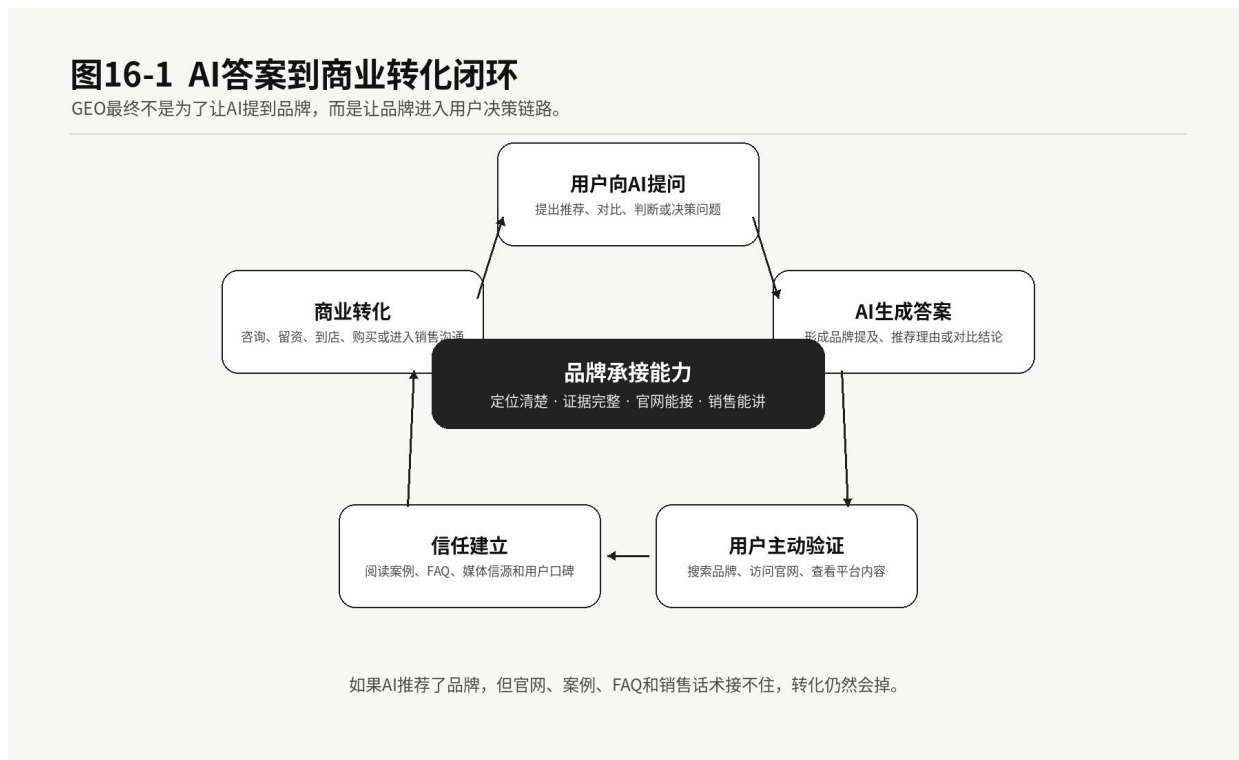 图16-1 AI答案到商业转化闭环
GEO最终不是为了让AI提到品牌，而是让品牌进入用户决策链路。
用户向AI提问
提出推荐、对比、判断或决策问题
商业转化
咨询、留资、到店、购买或进入销售沟通
AI生成答案
形成品牌提及、推荐理由或对比结论
品牌承接能力
定位清楚 · 证据完整 · 官网能接 · 销售能讲
信任建立
阅读案例、FAQ、媒体信源和用户口碑
用户主动验证
搜索品牌、访问官网、查看平台内容
如果AI推荐了品牌，但官网、案例、FAQ和销售话术接不住，转化仍然会掉。